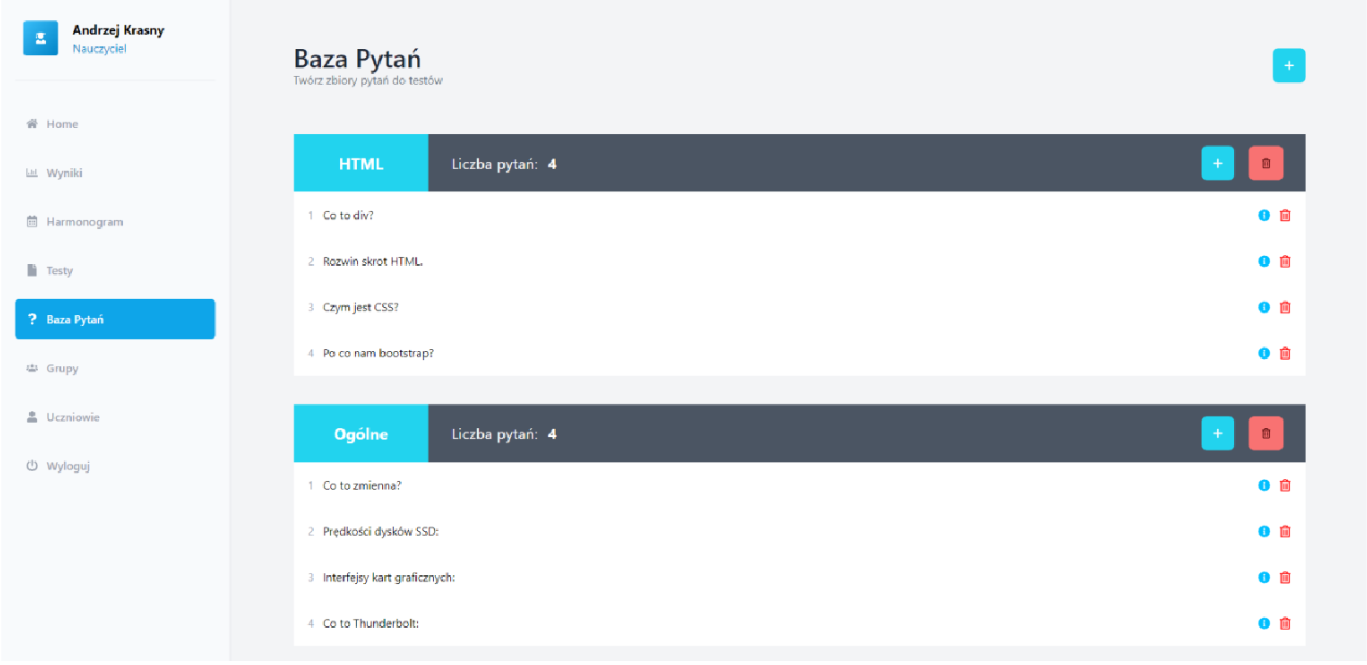 Andrzej Krasny
Nauczyciel
Home
Wyniki
Harmonogram
Testy
? Baza Pytań
Grupy
Uczniowie
Wyloguj
Baza Pytań
Twórz zbiory pytań do testów
+
HTML Liczba pytań: 4 +
1 Co to div?
2 Rozwin skrot HTML.
3 Czym jest CSS?
4 Po co nam bootstrap?
Ogólne Liczba pytań: 4 +
1 Co to zmienna?
2 Prędkości dysków SSD:
3 Interfejsy kart graficznych:
4 Co to Thunderbolt: